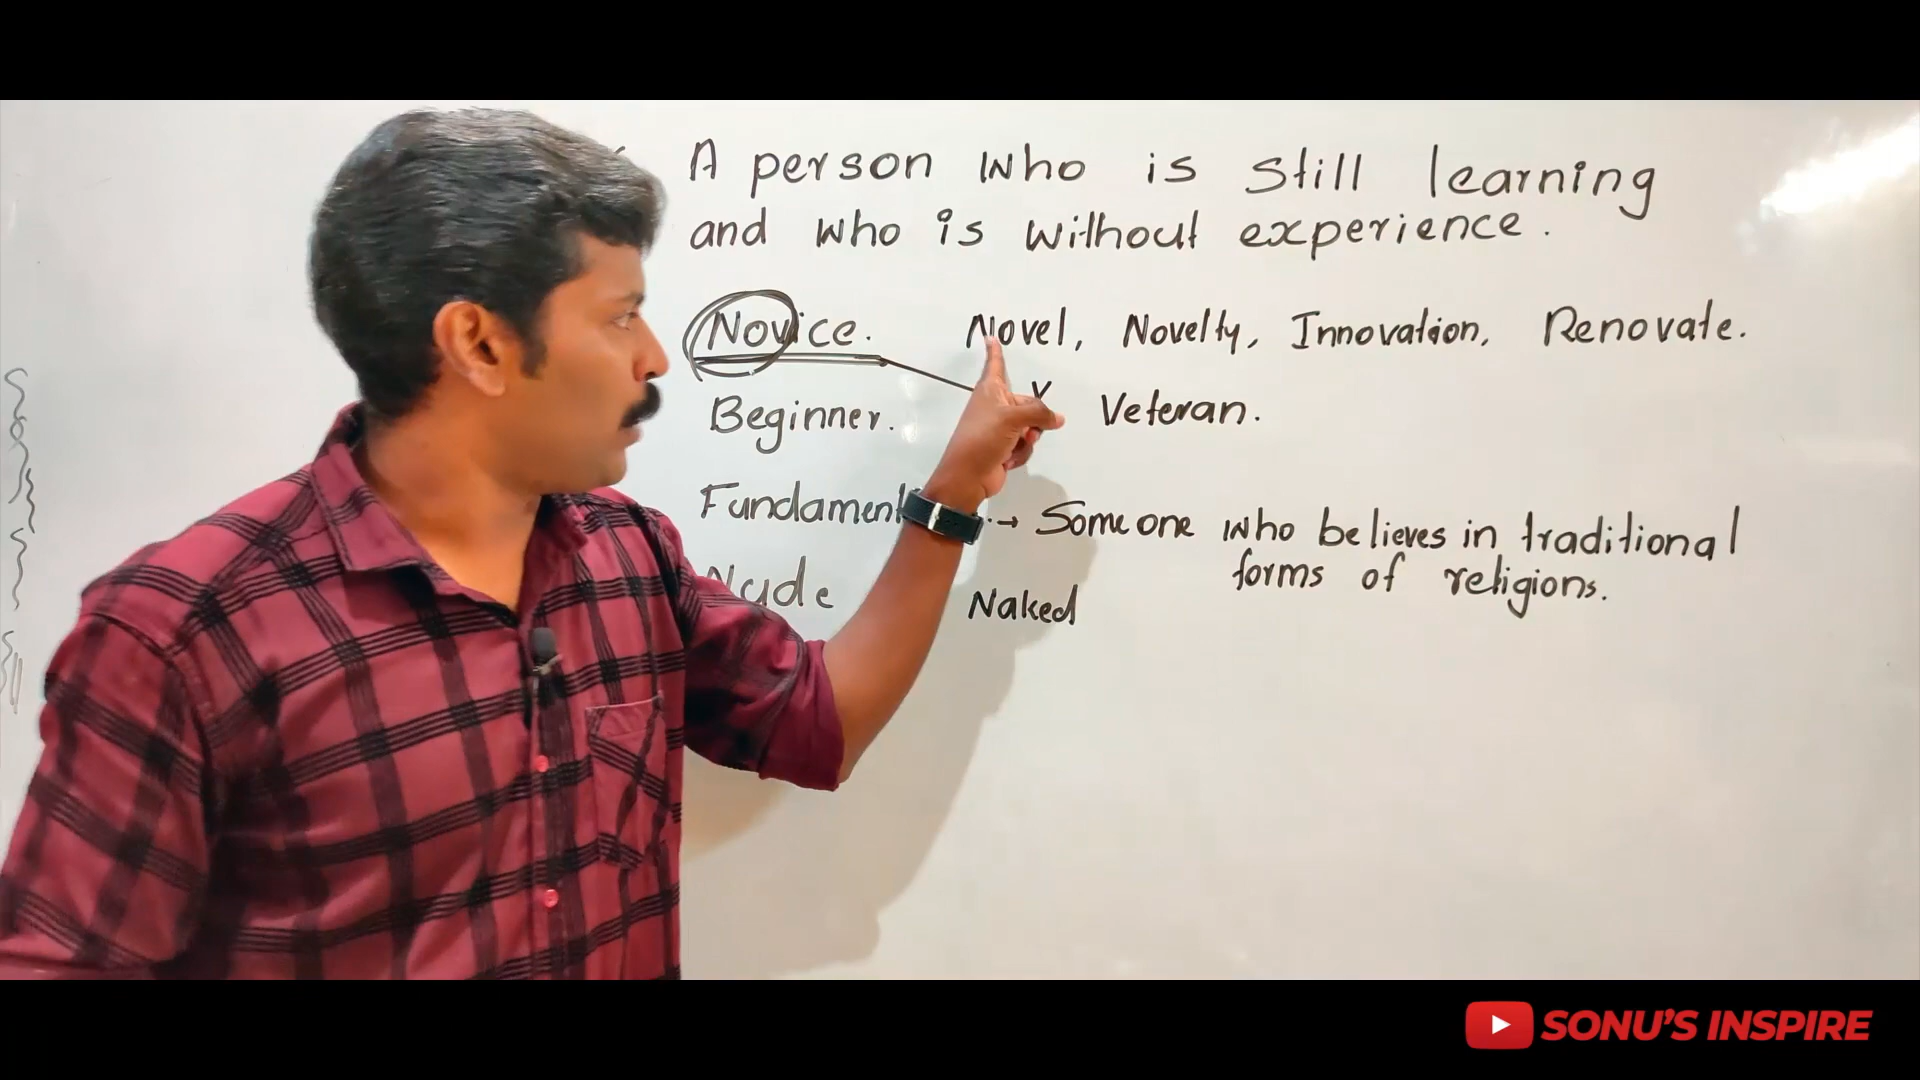 A person who is still learning
and who is without experience.
Novice. Novel, Novelty, Innovation, Renovate.
Beginner. Veteran.
→ Someone who believes in traditional
forms of religions.
Nude Naked
SONU'S INSPIRE